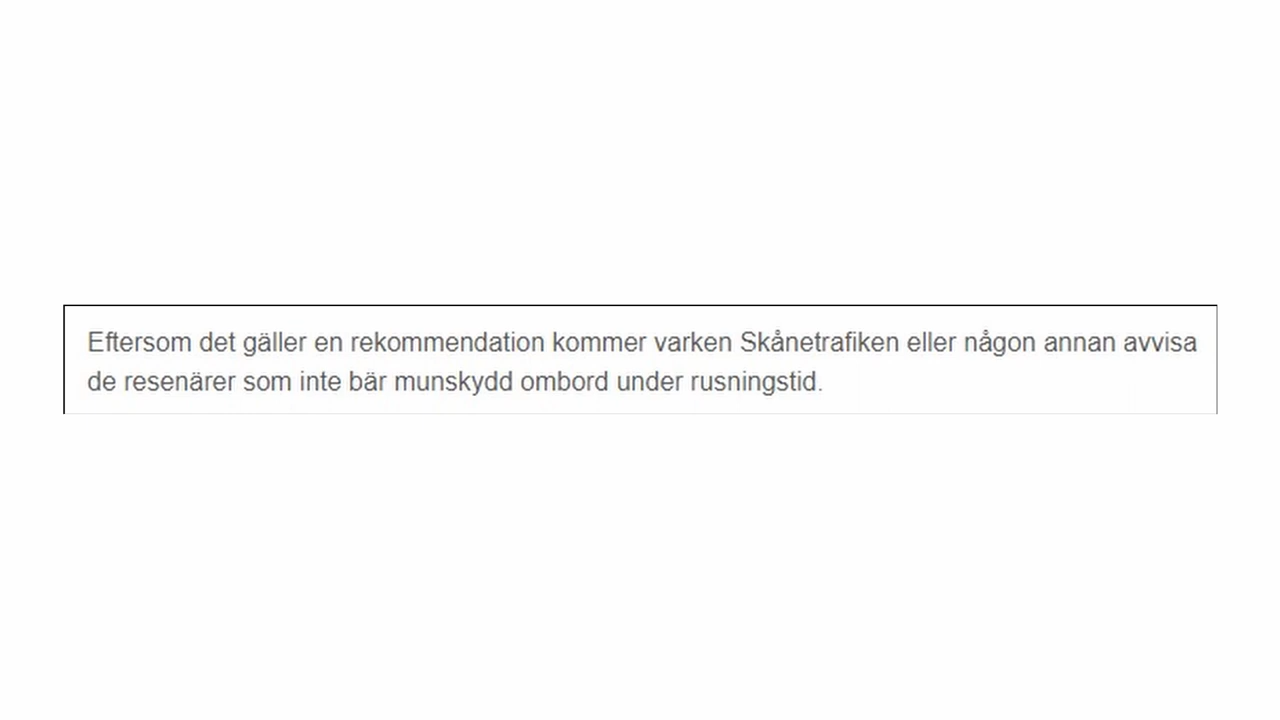 Eftersom det gäller en rekommendation kommer varken Skånetrafiken eller någon annan avvisa
de resenärer som inte bär munskydd ombord under rusningstid.